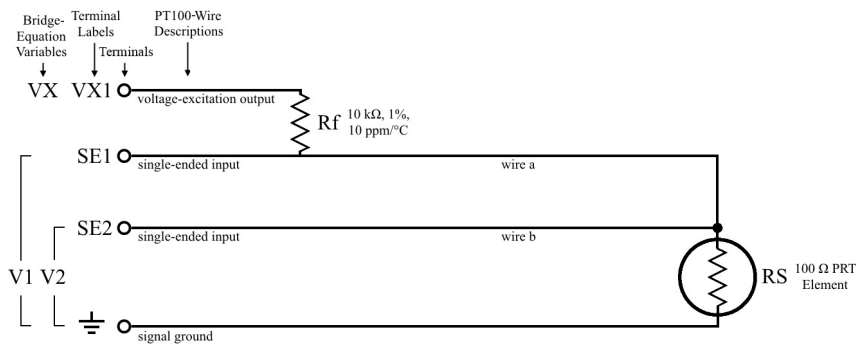 Bridge-
Equation
Variables
Terminal
Labels
Terminals
PT100-Wire
Descriptions
VX VX1
voltage-excitation output
Rf 10 kΩ, 1%,
10 ppm/°C
SE1
single-ended input
wire a
SE2
single-ended input
wire b
V1 V2
RS 100 Ω PRT
Element
signal ground